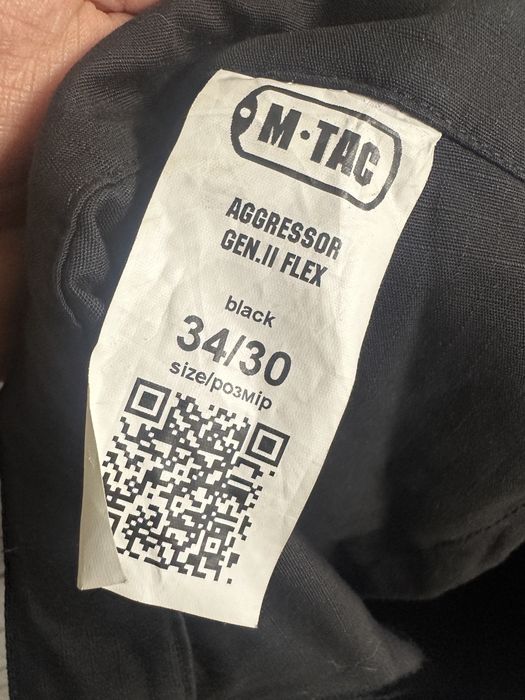 M·TAC
AGGRESSOR
GEN.II FLEX
black
34/30
size/розмір